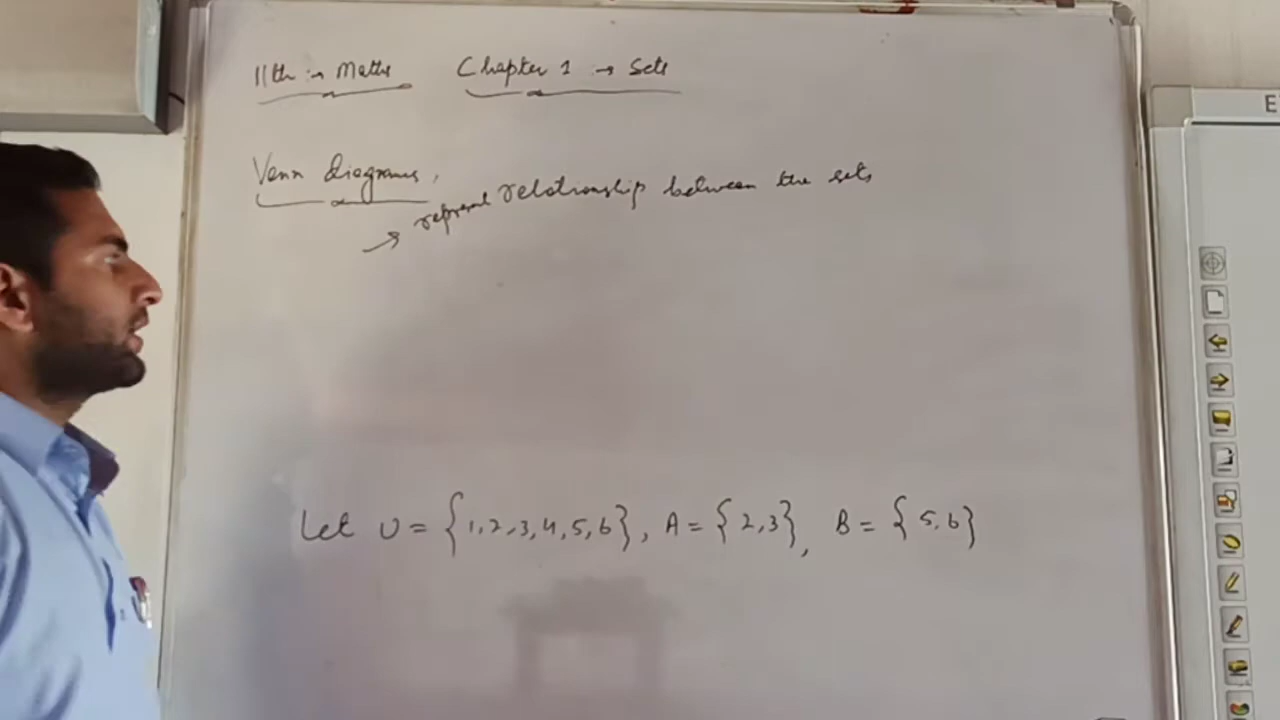 11th :→ Maths Chapter 1 → Sets
Venn diagrams,
→ represent relationship between the sets
Let U = {1,2,3,4,5,6}, A = {2,3}, B = {5,6}
E